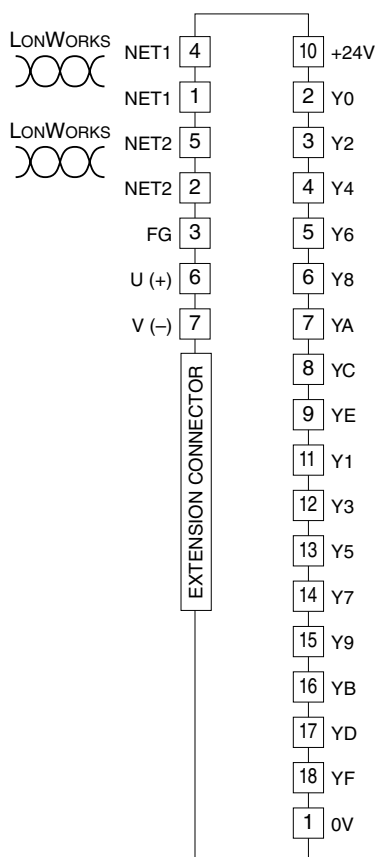 LONWORKS
NET1 4
NET1 1
LONWORKS
NET2 5
NET2 2
FG 3
U (+) 6
V (–) 7
EXTENSION CONNECTOR
10 +24V
2 Y0
3 Y2
4 Y4
5 Y6
6 Y8
7 YA
8 YC
9 YE
11 Y1
12 Y3
13 Y5
14 Y7
15 Y9
16 YB
17 YD
18 YF
1 0V